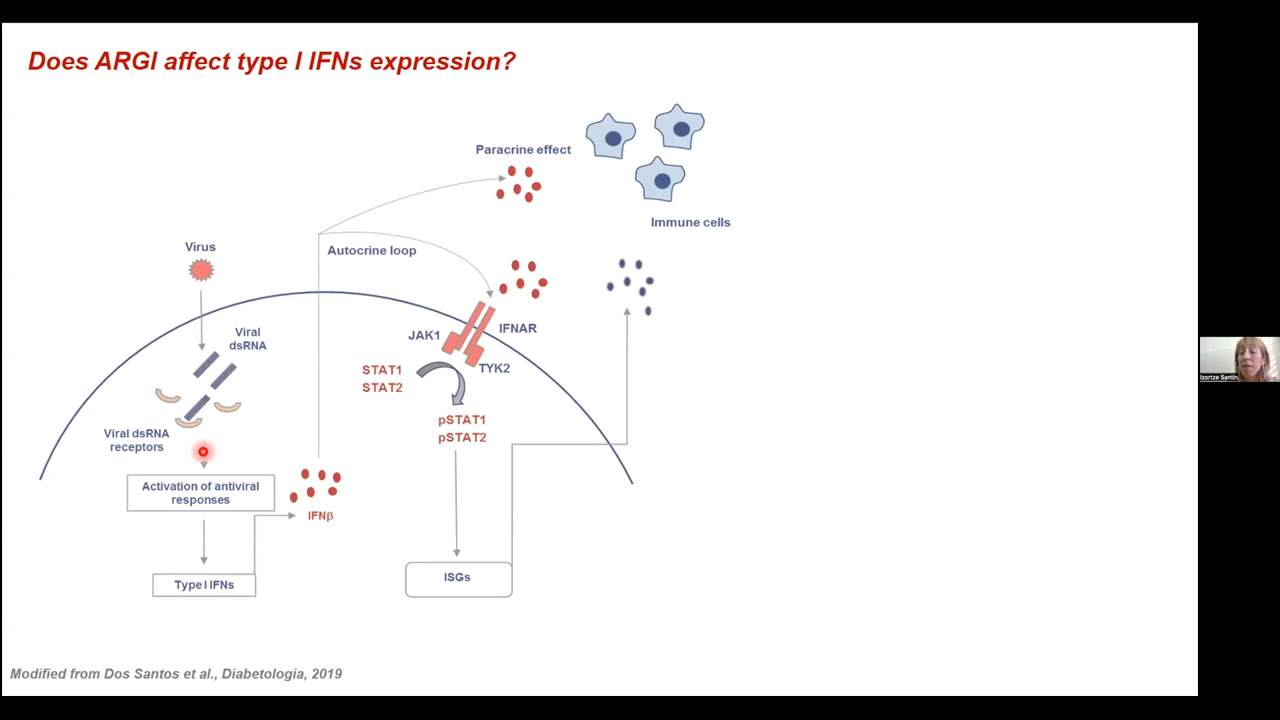 Does ARGI affect type I IFNs expression?
Paracrine effect
Immune cells
Virus
Autocrine loop
Viral
dsRNA
JAK1
IFNAR
TYK2
STAT1
STAT2
pSTAT1
pSTAT2
Viral dsRNA
receptors
Activation of antiviral
responses
IFNβ
Type I IFNs
ISGs
Modified from Dos Santos et al., Diabetologia, 2019
Izortze Santin